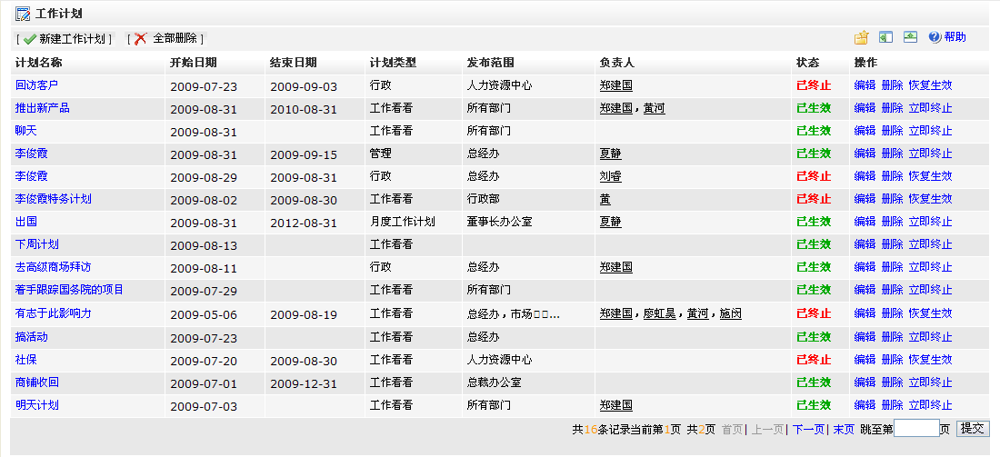 工作计划
[ 新建工作计划 ] [ 全部删除 ] 帮助
计划名称 开始日期 结束日期 计划类型 发布范围 负责人 状态 操作
回访客户 2009-07-23 2009-09-03 行政 人力资源中心 郑建国 已终止 编辑 删除 恢复生效
推出新产品 2009-08-31 2010-08-31 工作看看 所有部门 郑建国，黄河 已生效 编辑 删除 立即终止
聊天 2009-08-31 工作看看 所有部门 已生效 编辑 删除 立即终止
李俊霞 2009-08-31 2009-09-15 管理 总经办 夏静 已生效 编辑 删除 立即终止
李俊霞 2009-08-29 2009-08-31 行政 总经办 刘睿 已终止 编辑 删除 恢复生效
李俊霞特务计划 2009-08-02 2009-08-30 工作看看 行政部 黄 已终止 编辑 删除 恢复生效
出国 2009-08-31 2012-08-31 月度工作计划 董事长办公室 夏静 已生效 编辑 删除 立即终止
下周计划 2009-08-13 工作看看 已生效 编辑 删除 立即终止
去高级商场拜访 2009-08-11 行政 总经办 郑建国 已生效 编辑 删除 立即终止
着手跟踪国务院的项目 2009-07-29 工作看看 所有部门 已生效 编辑 删除 立即终止
有志于此影响力 2009-05-06 2009-08-19 工作看看 总经办，市场... 郑建国，廖虹昊，黄河，施闵 已终止 编辑 删除 恢复生效
搞活动 2009-07-23 工作看看 总经办 已生效 编辑 删除 立即终止
社保 2009-07-20 2009-08-30 工作看看 人力资源中心 已终止 编辑 删除 恢复生效
商铺收回 2009-07-01 2009-12-31 工作看看 总裁办公室 已生效 编辑 删除 立即终止
明天计划 2009-07-03 工作看看 所有部门 郑建国 已生效 编辑 删除 立即终止
共16条记录当前第1页 共2页 首页| 上一页| 下一页| 末页 跳至第 页 提交